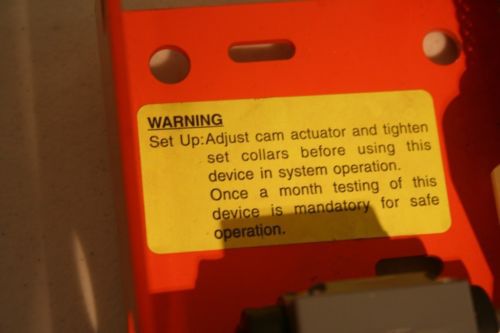 WARNING
Set Up:Adjust cam actuator and tighten
set collars before using this
device in system operation.
Once a month testing of this
device is mandatory for safe
operation.